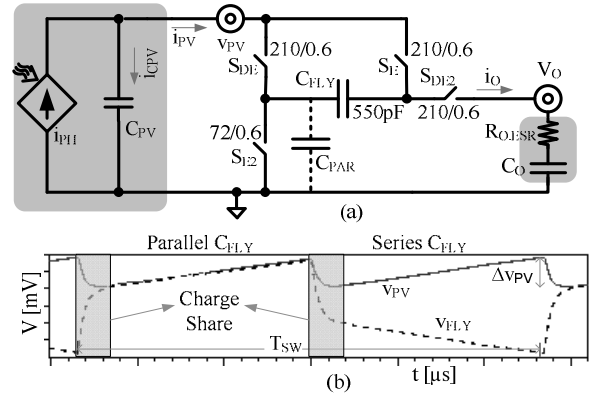 iPV
vPV
210/0.6
210/0.6
SDE
SE
CFLY
SDE2
iO
VO
iCPV
CPV
iPH
550pF
210/0.6
72/0.6
SE2
CPAR
RO.ESR
CO
(a)
Parallel CFLY
Series CFLY
V [mV]
Charge
Share
vPV
ΔvPV
vFLY
TSW
t [μs]
(b)